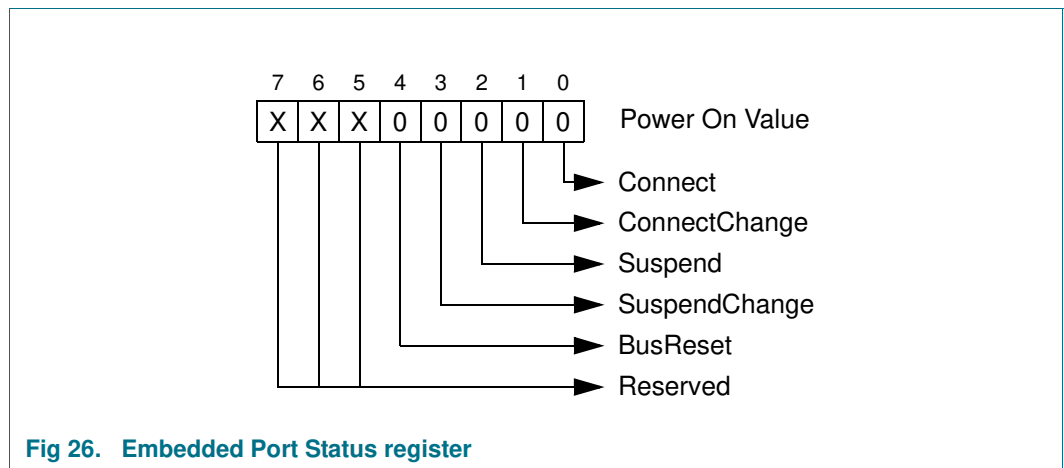 7 6 5 4 3 2 1 0
X X X 0 0 0 0 0 Power On Value
Connect
ConnectChange
Suspend
SuspendChange
BusReset
Reserved
Fig 26. Embedded Port Status register